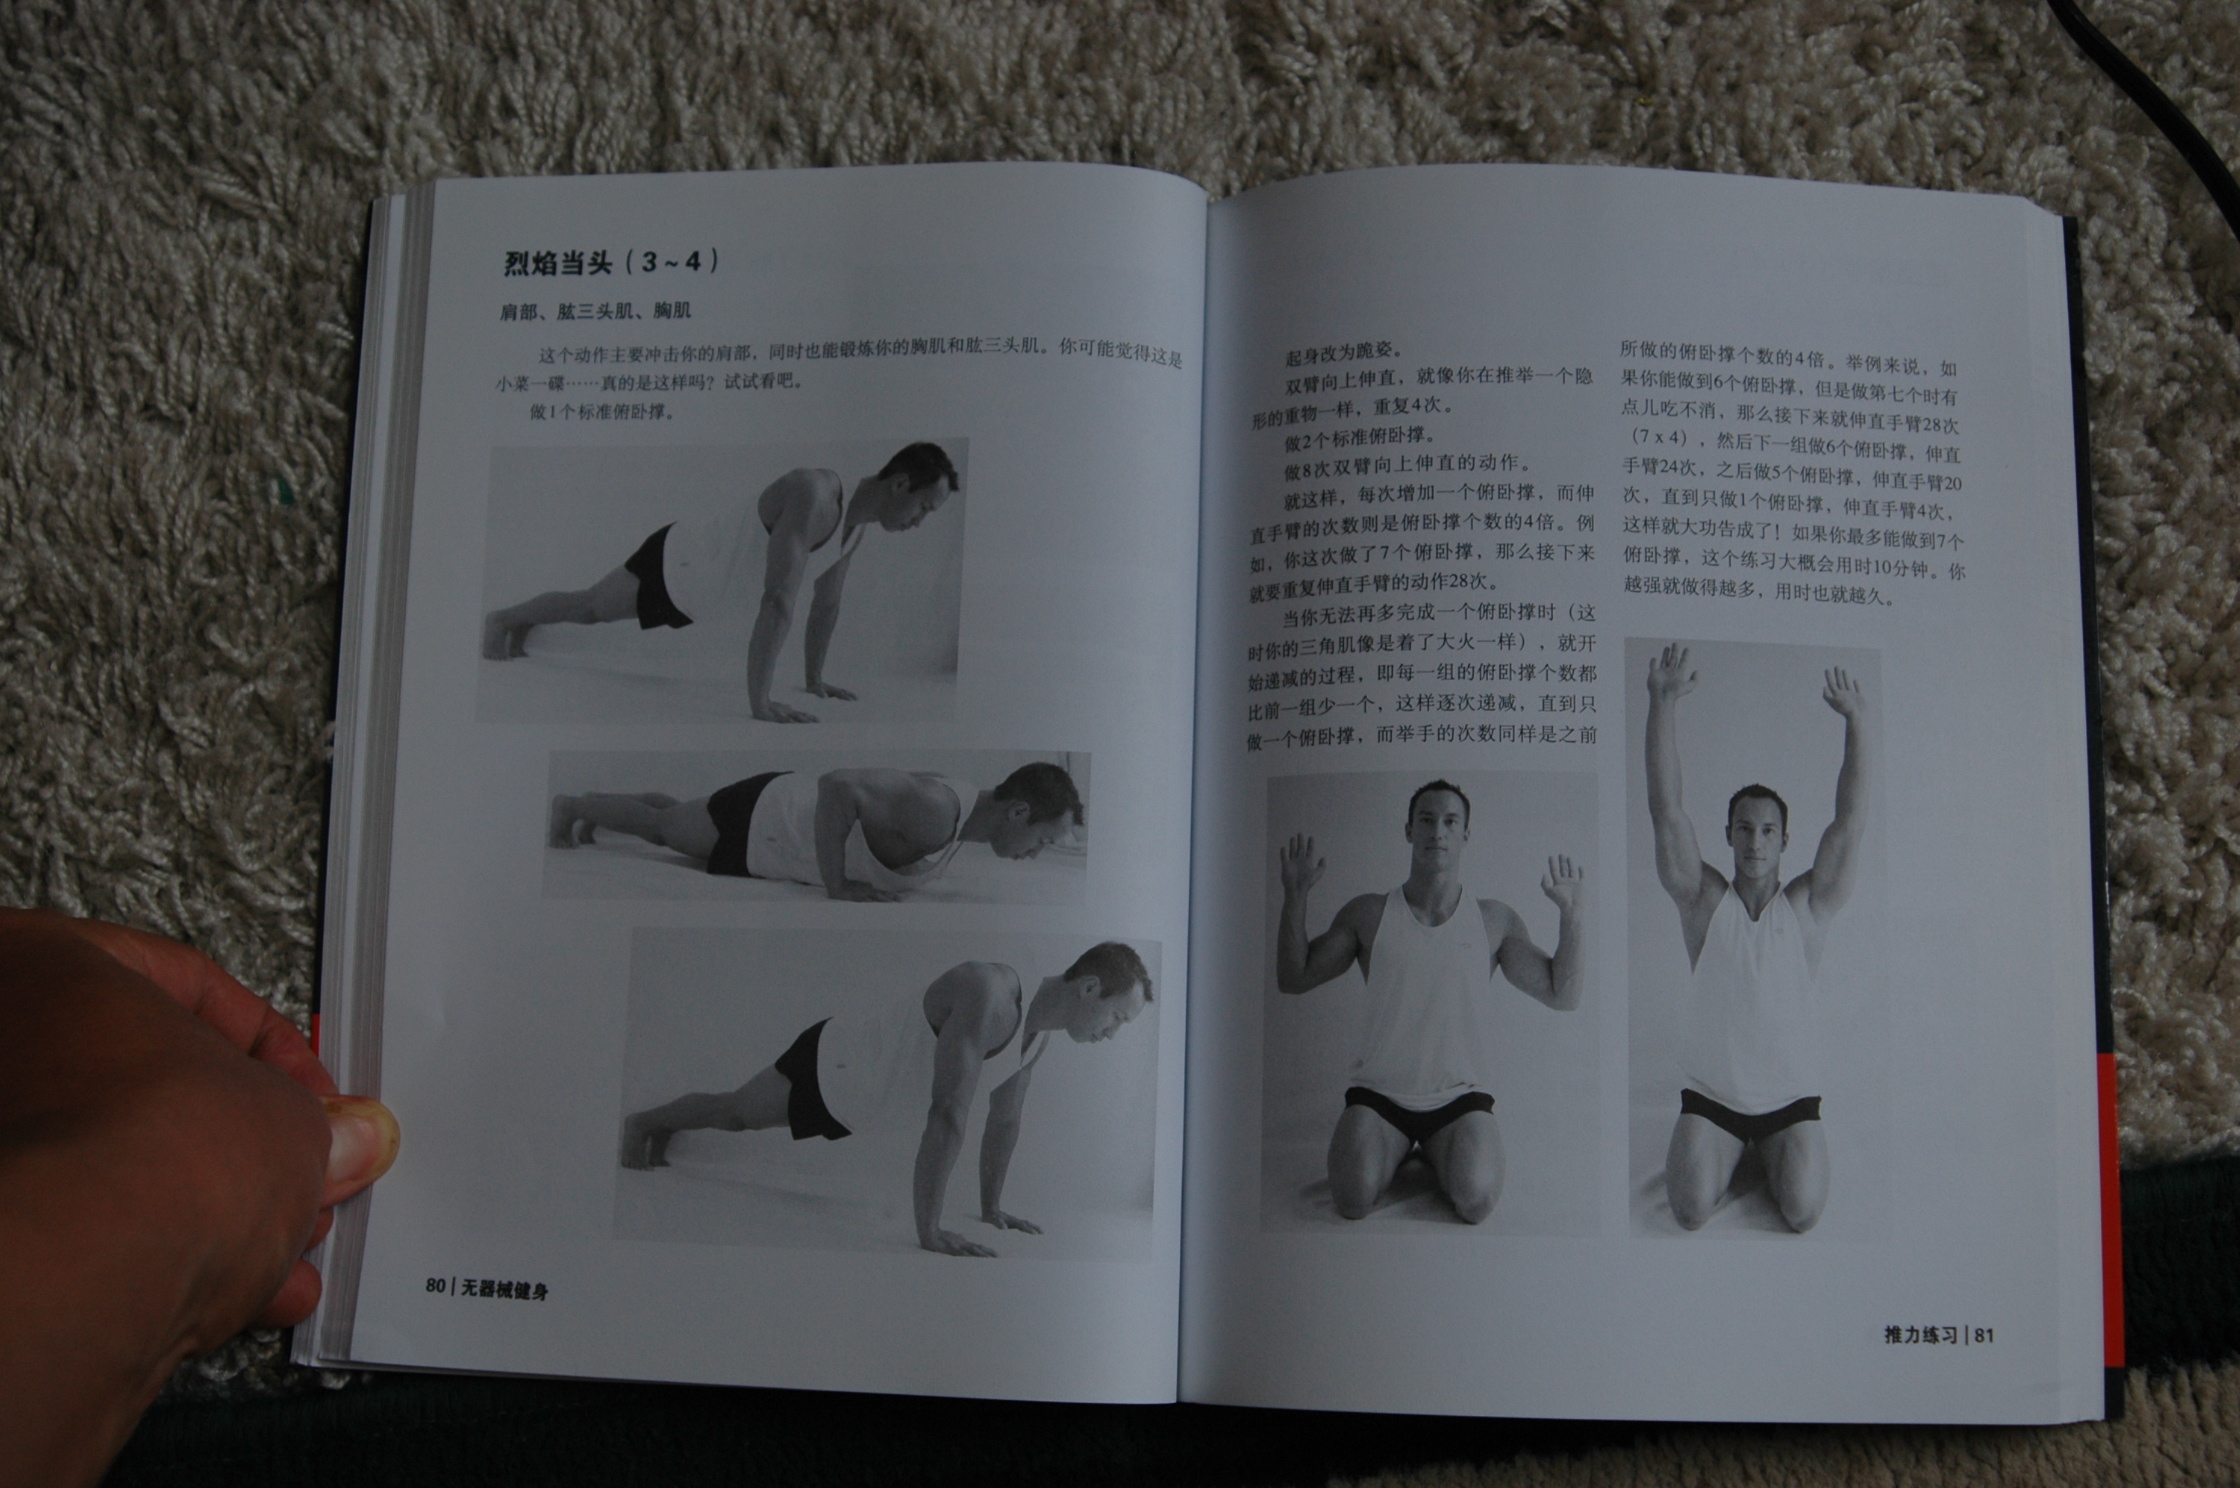 烈焰当头（3～4）
肩部、肱三头肌、胸肌
这个动作主要冲击你的肩部，同时也能锻炼你的胸肌和肱三头肌。你可能觉得这是
小菜一碟……真的是这样吗？试试看吧。
做1个标准俯卧撑。
80|无器械健身
起身改为跪姿。
双臂向上伸直，就像你在推举一个隐
形的重物一样，重复4次。
做2个标准俯卧撑。
做8次双臂向上伸直的动作。
就这样，每次增加一个俯卧撑，而伸
直手臂的次数则是俯卧撑个数的4倍。例
如，你这次做了7个俯卧撑，那么接下来
就要重复伸直手臂的动作28次。
当你无法再多完成一个俯卧撑时（这
时你的三角肌像是着了大火一样），就开
始递减的过程，即每一组的俯卧撑个数都
比前一组少一个，这样逐次递减，直到只
做一个俯卧撑，而举手的次数同样是之前
所做的俯卧撑个数的4倍。举例来说，如
果你能做到6个俯卧撑，但是做第七个时有
点儿吃不消，那么接下来就伸直手臂28次
（7 x 4），然后下一组做6个俯卧撑，伸直
手臂24次，之后做5个俯卧撑，伸直手臂20
次，直到只做1个俯卧撑，伸直手臂4次，
这样就大功告成了！如果你最多能做到7个
俯卧撑，这个练习大概会用时10分钟。你
越强就做得越多，用时也就越久。
推力练习|81